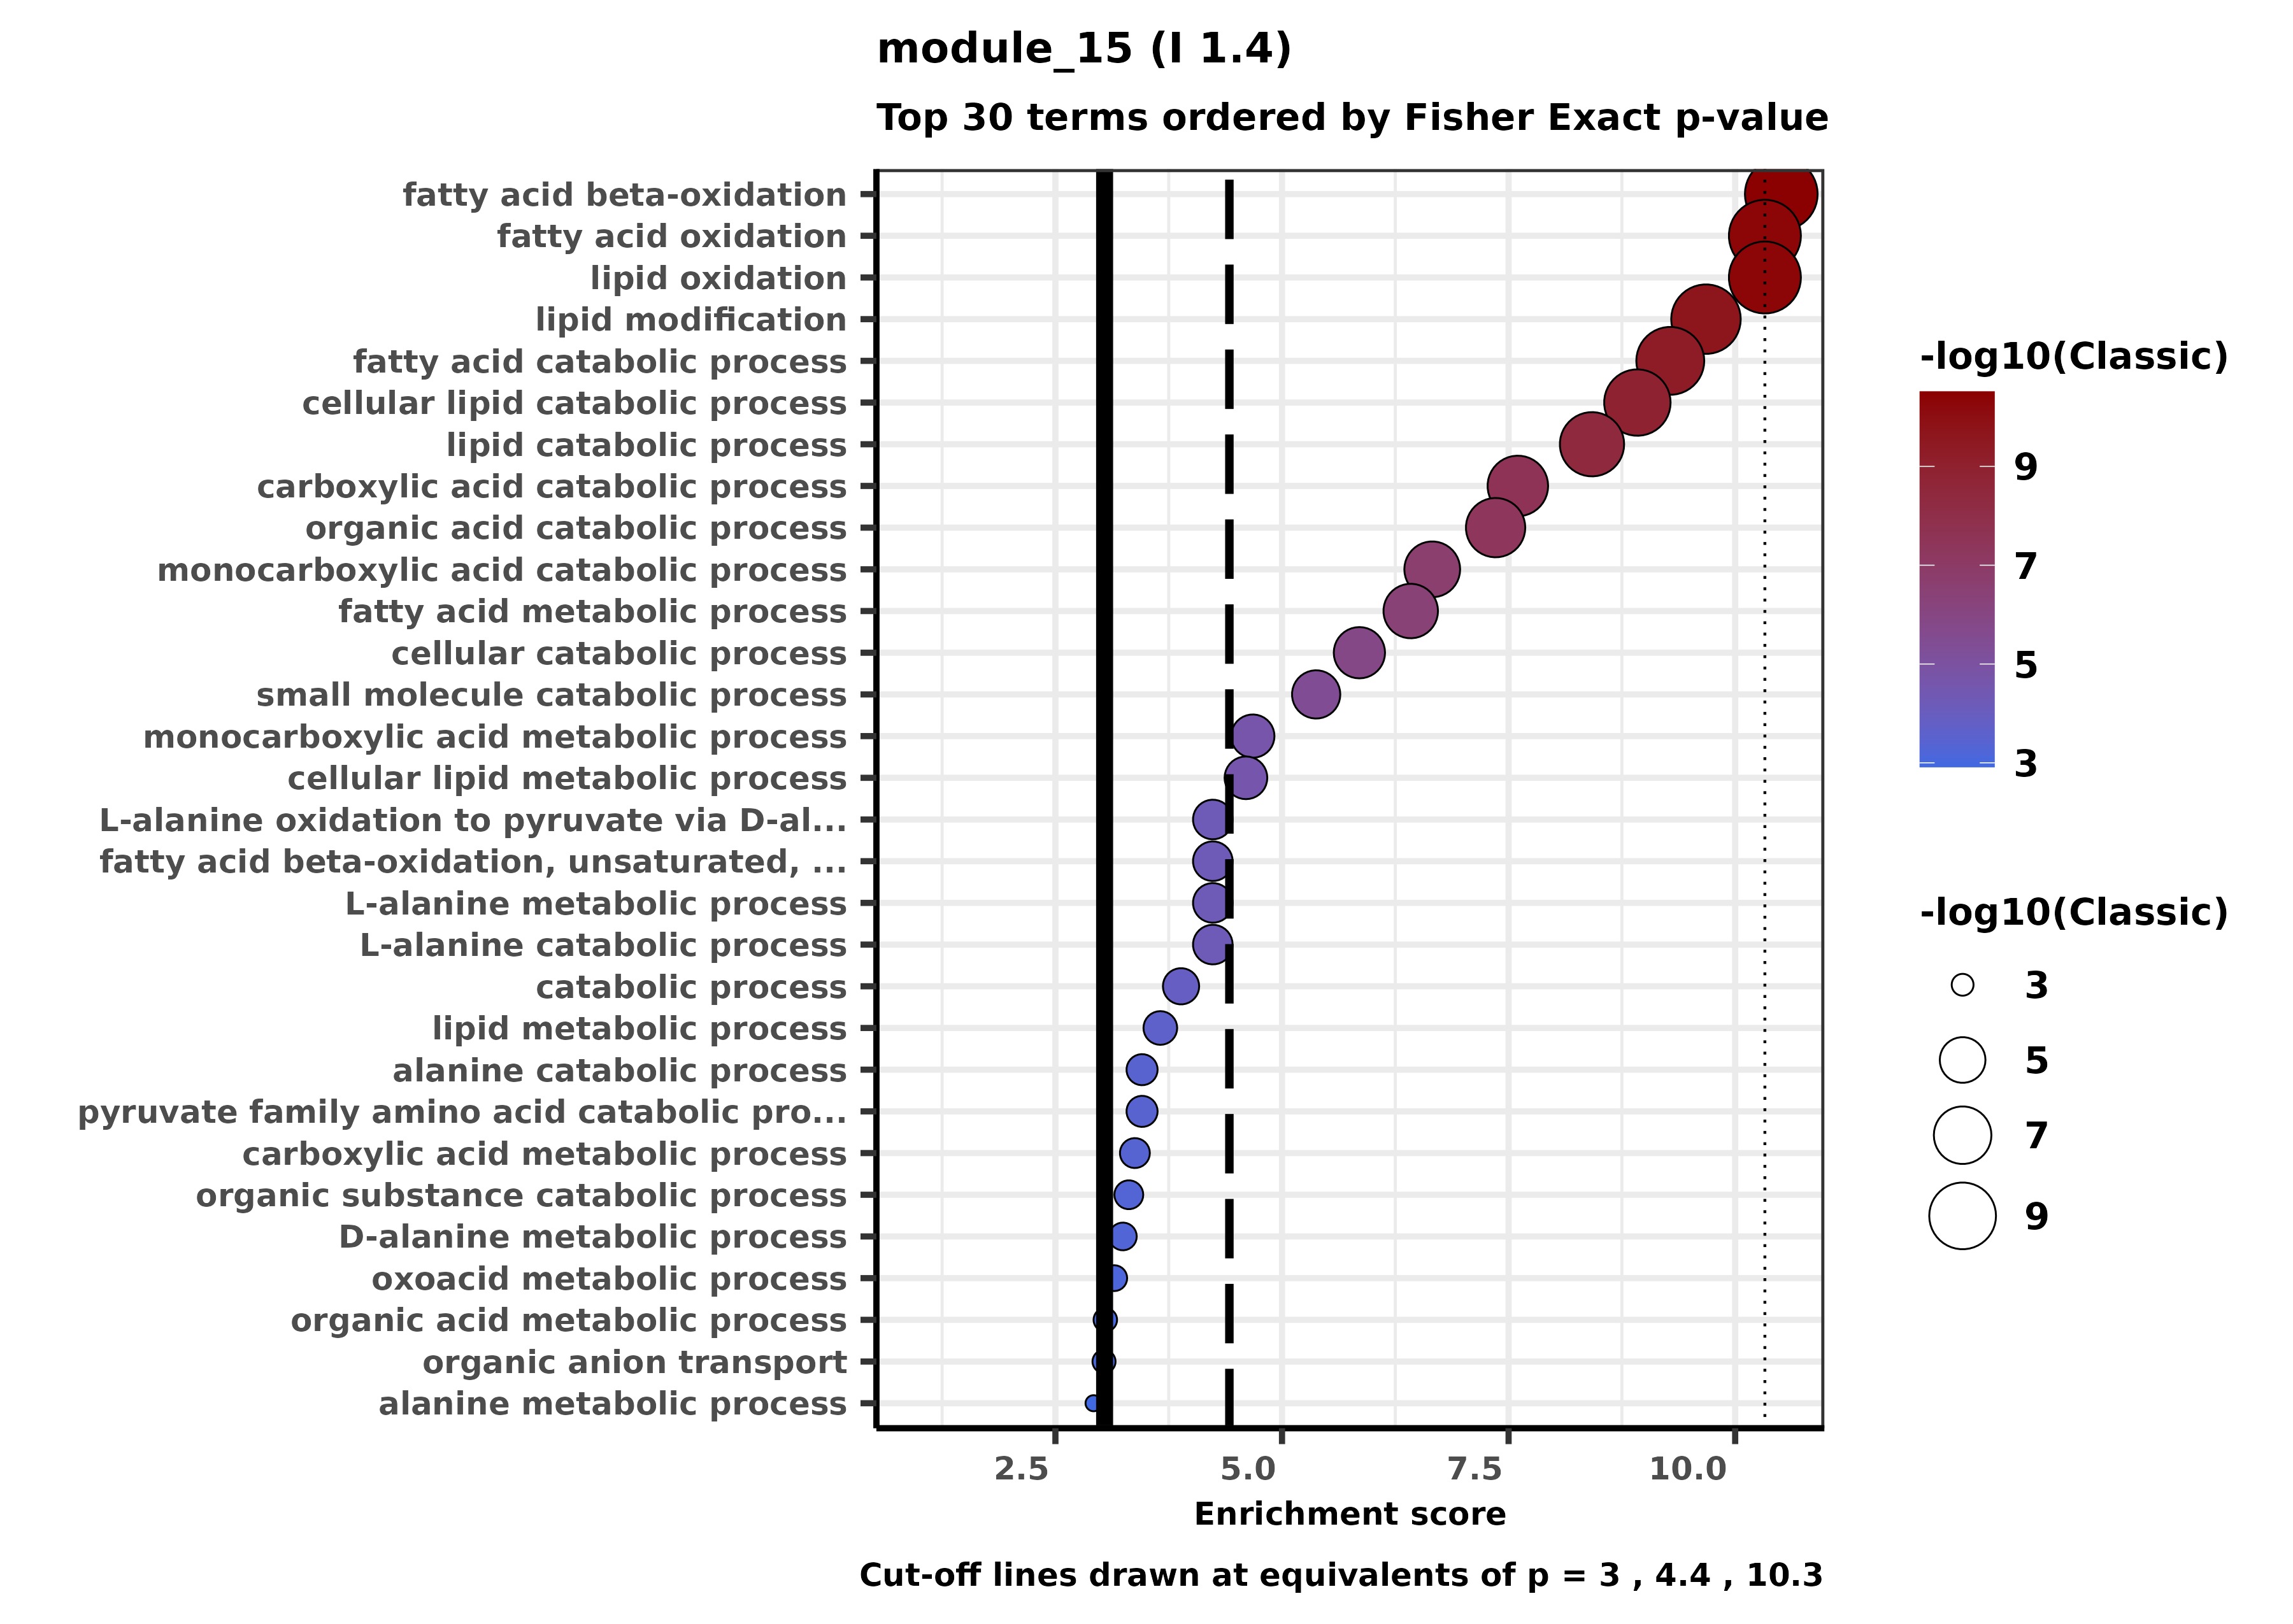 module_15 (I 1.4)
Top 30 terms ordered by Fisher Exact p-value
fatty acid beta-oxidation
fatty acid oxidation
lipid oxidation
lipid modification
fatty acid catabolic process
cellular lipid catabolic process
lipid catabolic process
carboxylic acid catabolic process
organic acid catabolic process
monocarboxylic acid catabolic process
fatty acid metabolic process
cellular catabolic process
small molecule catabolic process
monocarboxylic acid metabolic process
cellular lipid metabolic process
L-alanine oxidation to pyruvate via D-al...
fatty acid beta-oxidation, unsaturated, ...
L-alanine metabolic process
L-alanine catabolic process
catabolic process
lipid metabolic process
alanine catabolic process
pyruvate family amino acid catabolic pro...
carboxylic acid metabolic process
organic substance catabolic process
D-alanine metabolic process
oxoacid metabolic process
organic acid metabolic process
organic anion transport
alanine metabolic process
2.5 5.0 7.5 10.0
Enrichment score
Cut-off lines drawn at equivalents of p = 3 , 4.4 , 10.3
-log10(Classic)
9
7
5
3
-log10(Classic)
3
5
7
9